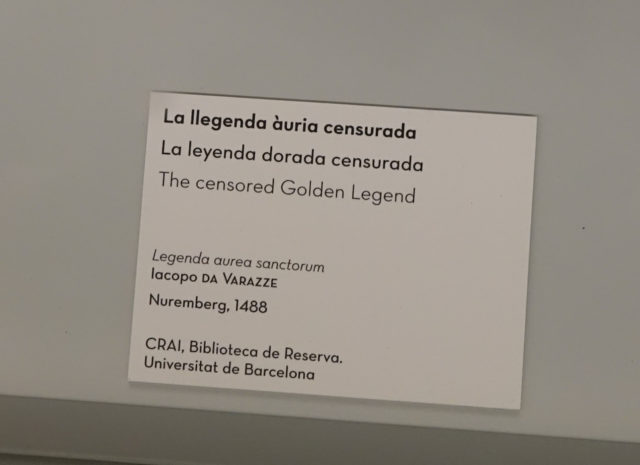 La llegenda àuria censurada
La leyenda dorada censurada
The censored Golden Legend
Legenda aurea sanctorum
Iacopo DA VARAZZE
Nuremberg, 1488
CRAI, Biblioteca de Reserva.
Universitat de Barcelona